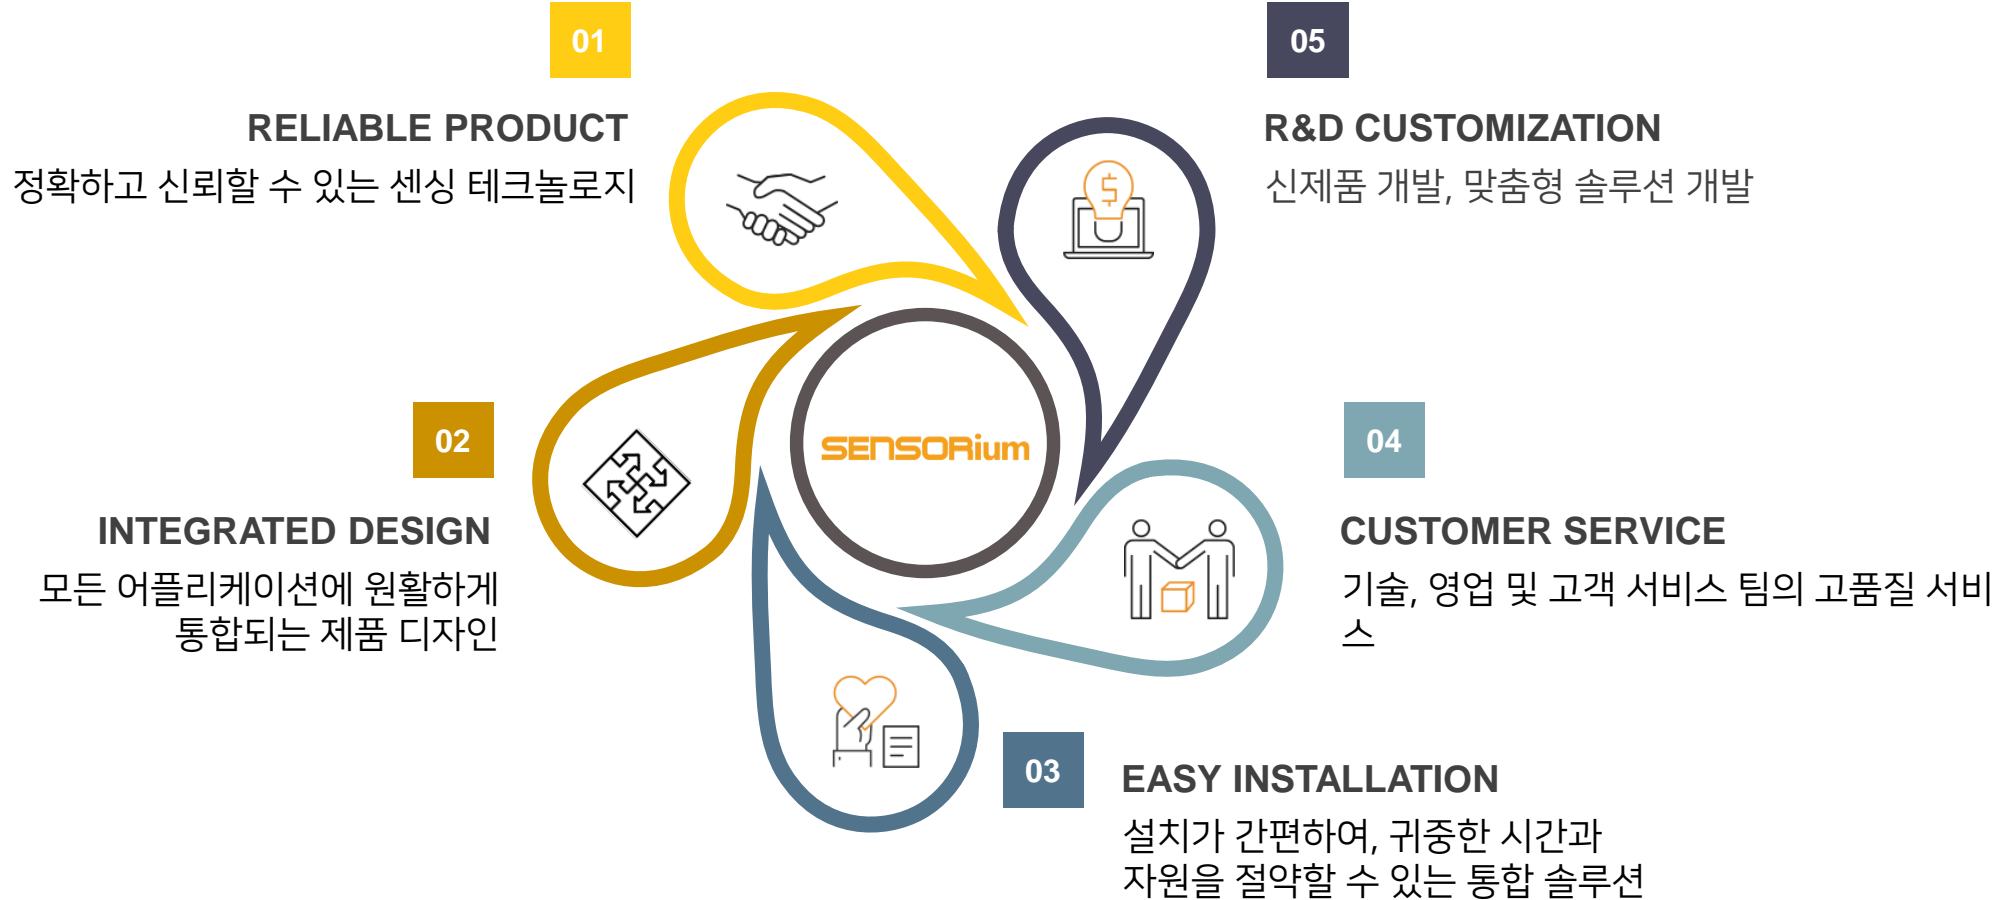 01
RELIABLE PRODUCT
정확하고 신뢰할 수 있는 센싱 테크놀로지
02
INTEGRATED DESIGN
모든 어플리케이션에 원활하게
통합되는 제품 디자인
SENSORium
03
EASY INSTALLATION
설치가 간편하여, 귀중한 시간과
자원을 절약할 수 있는 통합 솔루션
04
CUSTOMER SERVICE
기술, 영업 및 고객 서비스 팀의 고품질 서비
스
05
R&D CUSTOMIZATION
신제품 개발, 맞춤형 솔루션 개발
$